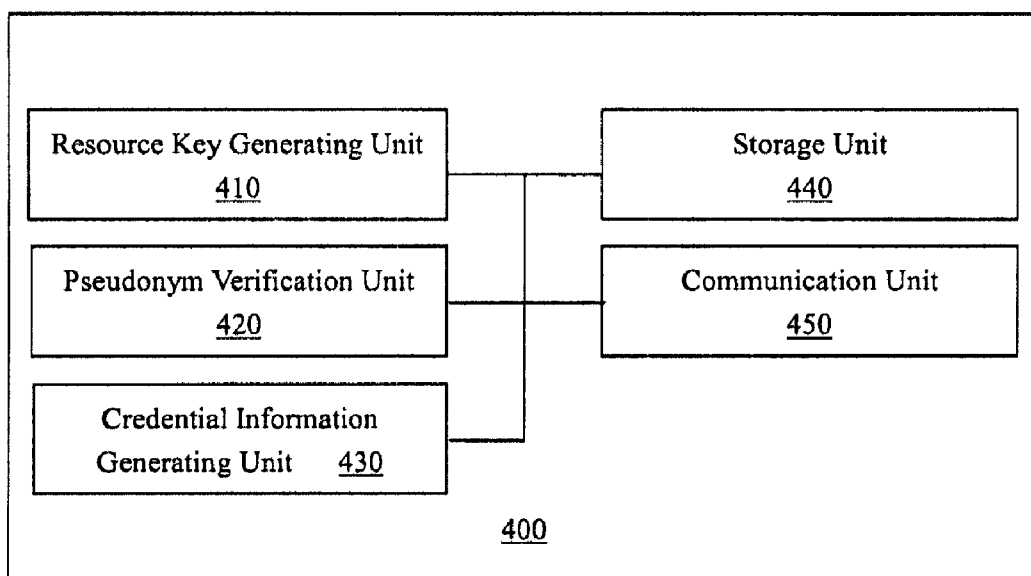 Resource Key Generating Unit
410
Storage Unit
440
Pseudonym Verification Unit
420
Communication Unit
450
Credential Information
Generating Unit 430
400